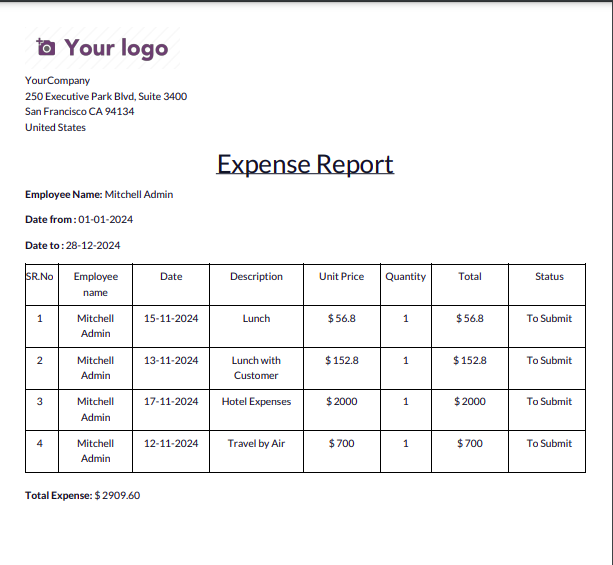 Your logo
YourCompany
250 Executive Park Blvd, Suite 3400
San Francisco CA 94134
United States
Expense Report
Employee Name: Mitchell Admin
Date from : 01-01-2024
Date to : 28-12-2024
SR.No Employee name Date Description Unit Price Quantity Total Status
1 Mitchell Admin 15-11-2024 Lunch $ 56.8 1 $ 56.8 To Submit
2 Mitchell Admin 13-11-2024 Lunch with Customer $ 152.8 1 $ 152.8 To Submit
3 Mitchell Admin 17-11-2024 Hotel Expenses $ 2000 1 $ 2000 To Submit
4 Mitchell Admin 12-11-2024 Travel by Air $ 700 1 $ 700 To Submit
Total Expense: $ 2909.60